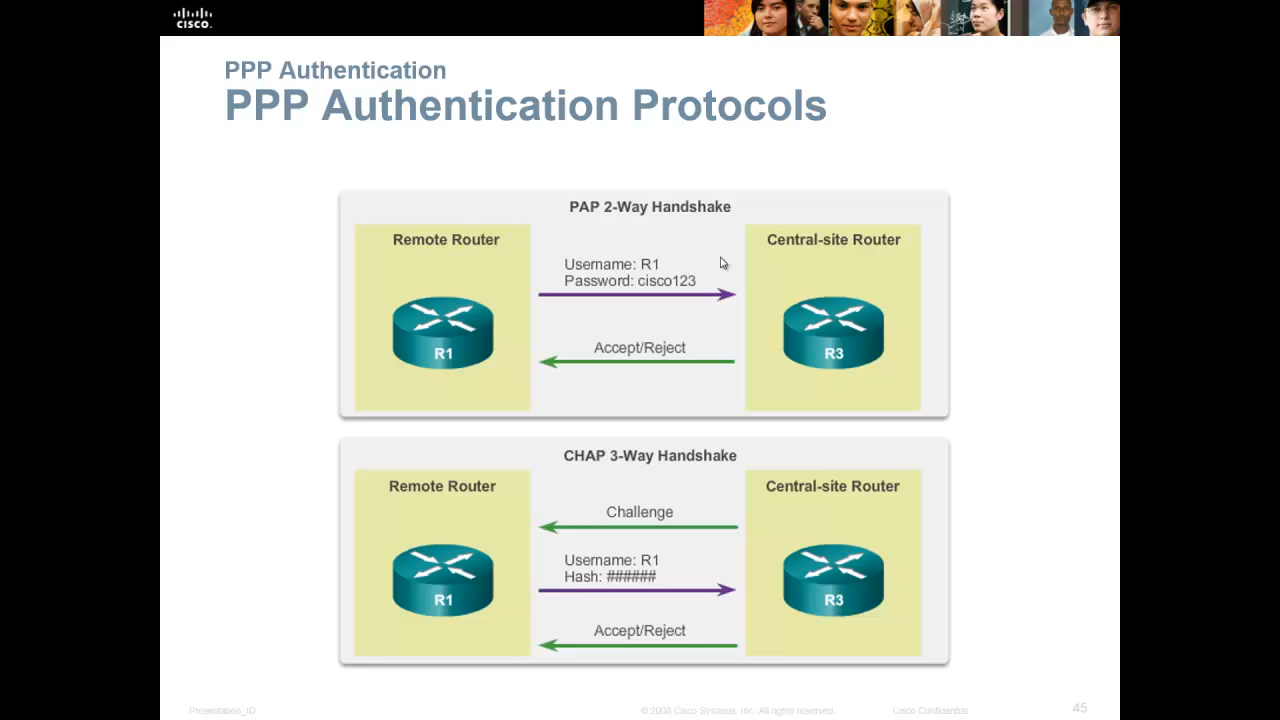 CISCO.
PPP Authentication
PPP Authentication Protocols
PAP 2-Way Handshake
Remote Router
Central-site Router
Username: R1
Password: cisco123
R1
R3
Accept/Reject
CHAP 3-Way Handshake
Remote Router
Central-site Router
Challenge
Username: R1
Hash: ######
R1
R3
Accept/Reject
Presentation_ID
© 2008 Cisco Systems, Inc. All rights reserved.
Cisco Confidential
45